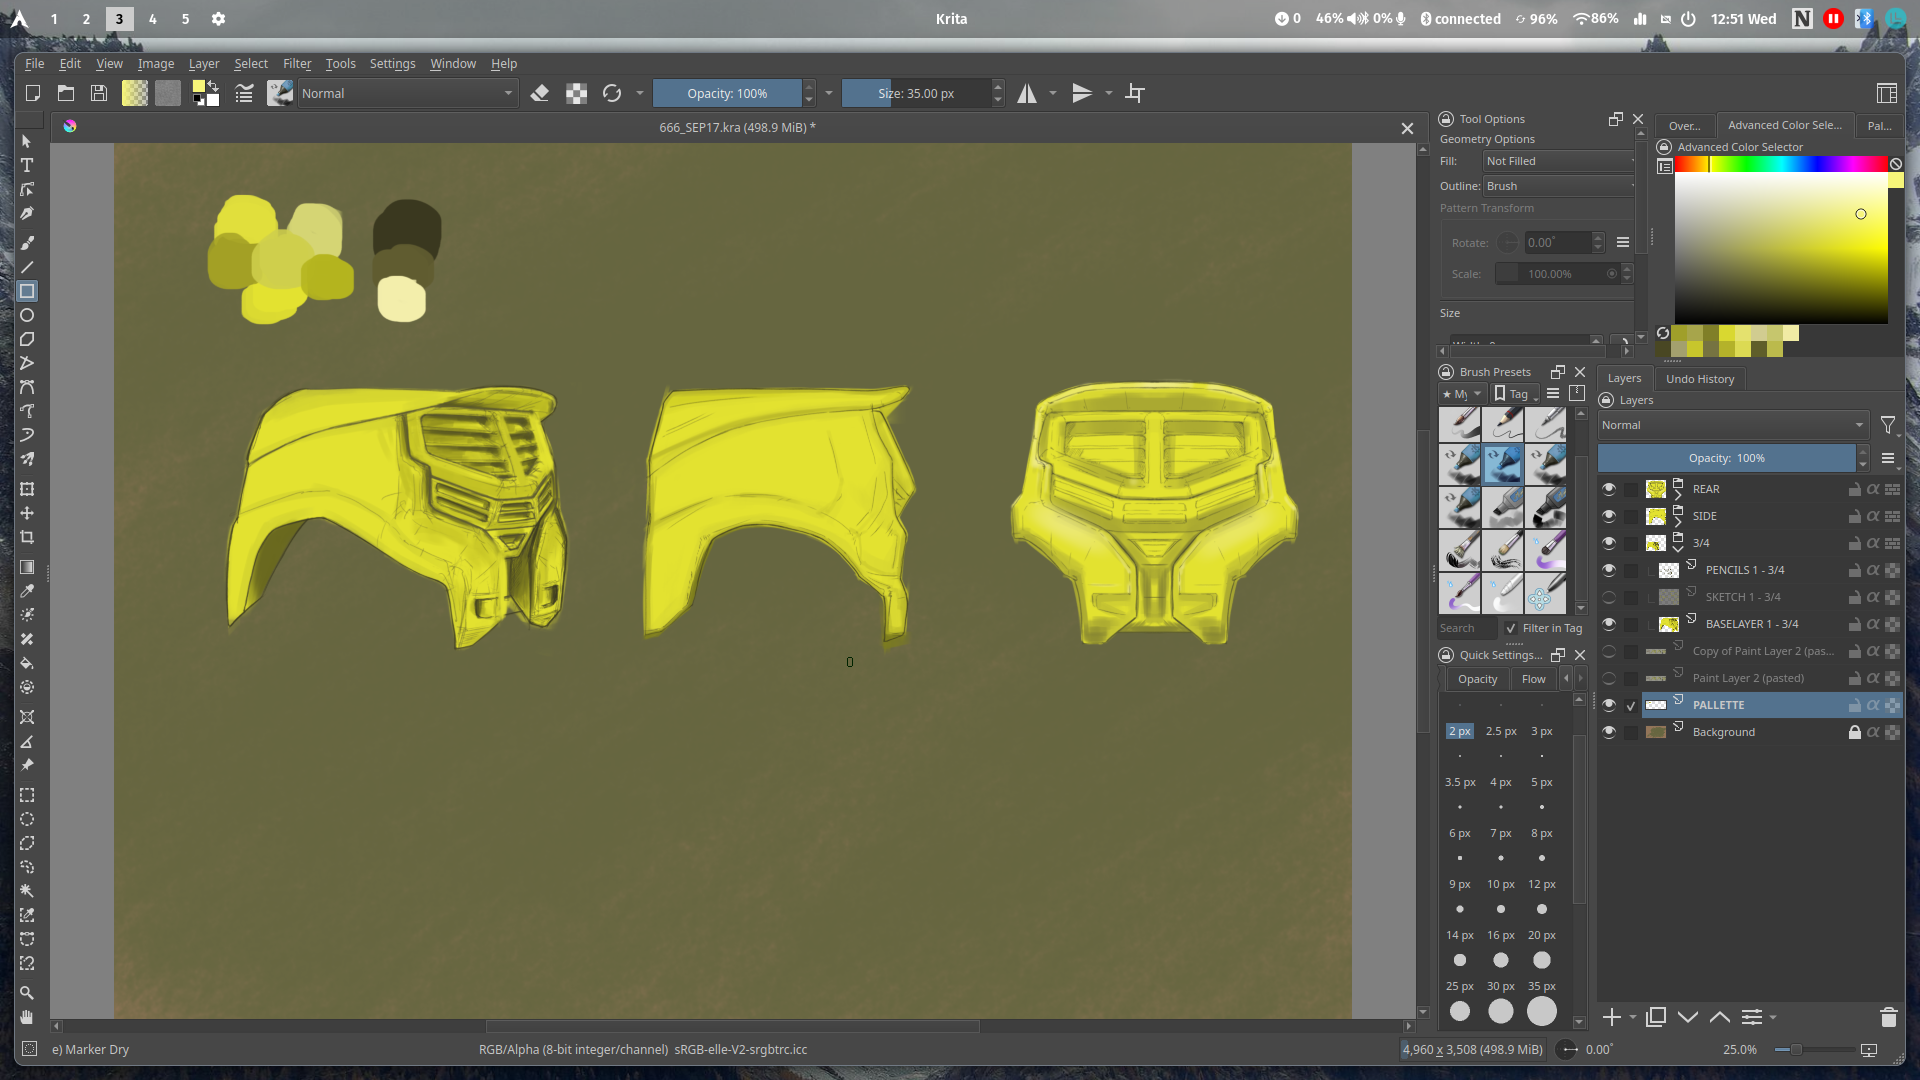 1 2 3 4 5
Krita
0 46% 0% connected 96% 86% 12:51 Wed N
File Edit View Image Layer Select Filter Tools Settings Window Help
Normal Opacity: 100% Size: 35.00 px
666_SEP17.kra (498.9 MiB) *
Tool Options
Geometry Options
Fill: Not Filled
Outline: Brush
Pattern Transform
Rotate: 0.00°
Scale: 100.00%
Size
Over... Advanced Color Sele... Pal...
Advanced Color Selector
Brush Presets
My Tag
Search Filter in Tag
Quick Settings...
Opacity Flow
2 px 2.5 px 3 px
3.5 px 4 px 5 px
6 px 7 px 8 px
9 px 10 px 12 px
14 px 16 px 20 px
25 px 30 px 35 px
Layers Undo History
Layers
Normal
Opacity: 100%
REAR
SIDE
3/4
PENCILS 1 - 3/4
SKETCH 1 - 3/4
BASELAYER 1 - 3/4
Copy of Paint Layer 2 (pas...
Paint Layer 2 (pasted)
PALLETTE
Background
e) Marker Dry
RGB/Alpha (8-bit integer/channel) sRGB-elle-V2-srgbtrc.icc
4,960 x 3,508 (498.9 MiB) 0.00° 25.0%